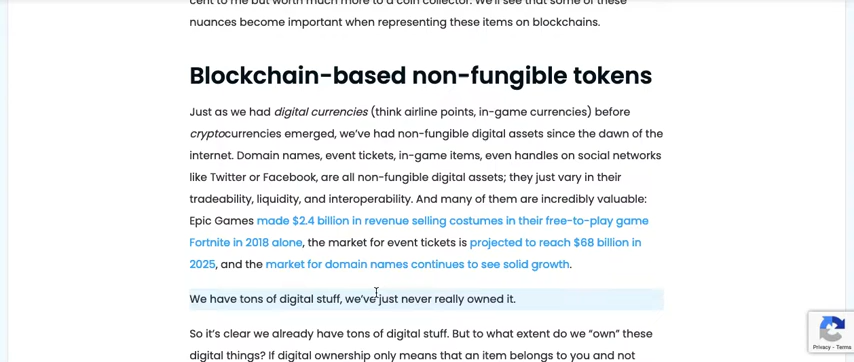 cent to me but worth much more to a coin collector. We'll see that some of these
nuances become important when representing these items on blockchains.
Blockchain-based non-fungible tokens
Just as we had digital currencies (think airline points, in-game currencies) before
cryptocurrencies emerged, we've had non-fungible digital assets since the dawn of the
internet. Domain names, event tickets, in-game items, even handles on social networks
like Twitter or Facebook, are all non-fungible digital assets; they just vary in their
tradeability, liquidity, and interoperability. And many of them are incredibly valuable:
Epic Games made $2.4 billion in revenue selling costumes in their free-to-play game
Fortnite in 2018 alone, the market for event tickets is projected to reach $68 billion in
2025, and the market for domain names continues to see solid growth.
We have tons of digital stuff, we've just never really owned it.
So it's clear we already have tons of digital stuff. But to what extent do we “own” these
digital things? If digital ownership only means that an item belongs to you and not
Privacy - Terms